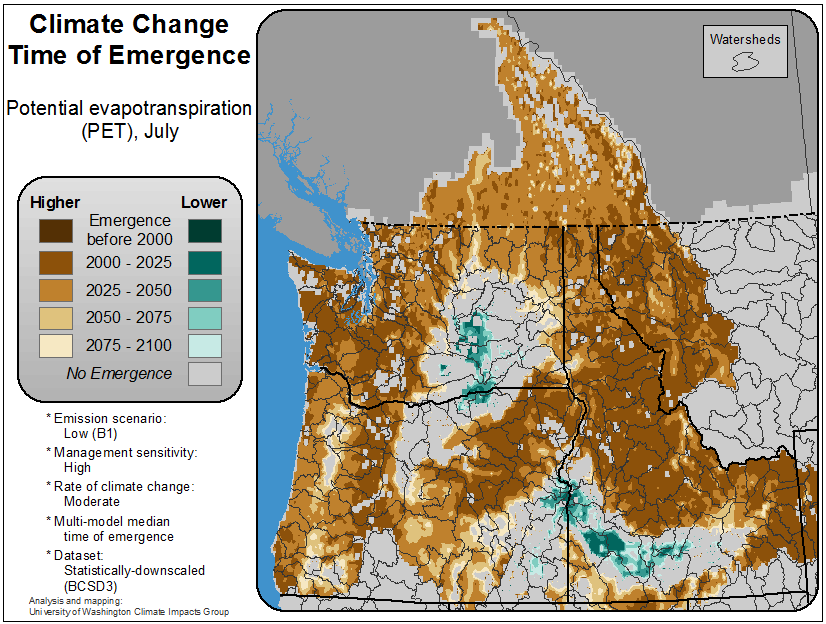 Climate Change
Time of Emergence
Potential evapotranspiration
(PET), July
Higher Lower
Emergence
before 2000
2000 - 2025
2025 - 2050
2050 - 2075
2075 - 2100
No Emergence
* Emission scenario:
Low (B1)
* Management sensitivity:
High
* Rate of climate change:
Moderate
* Multi-model median
time of emergence
* Dataset:
Statistically-downscaled
(BCSD3)
Analysis and mapping:
University of Washington Climate Impacts Group
Watersheds